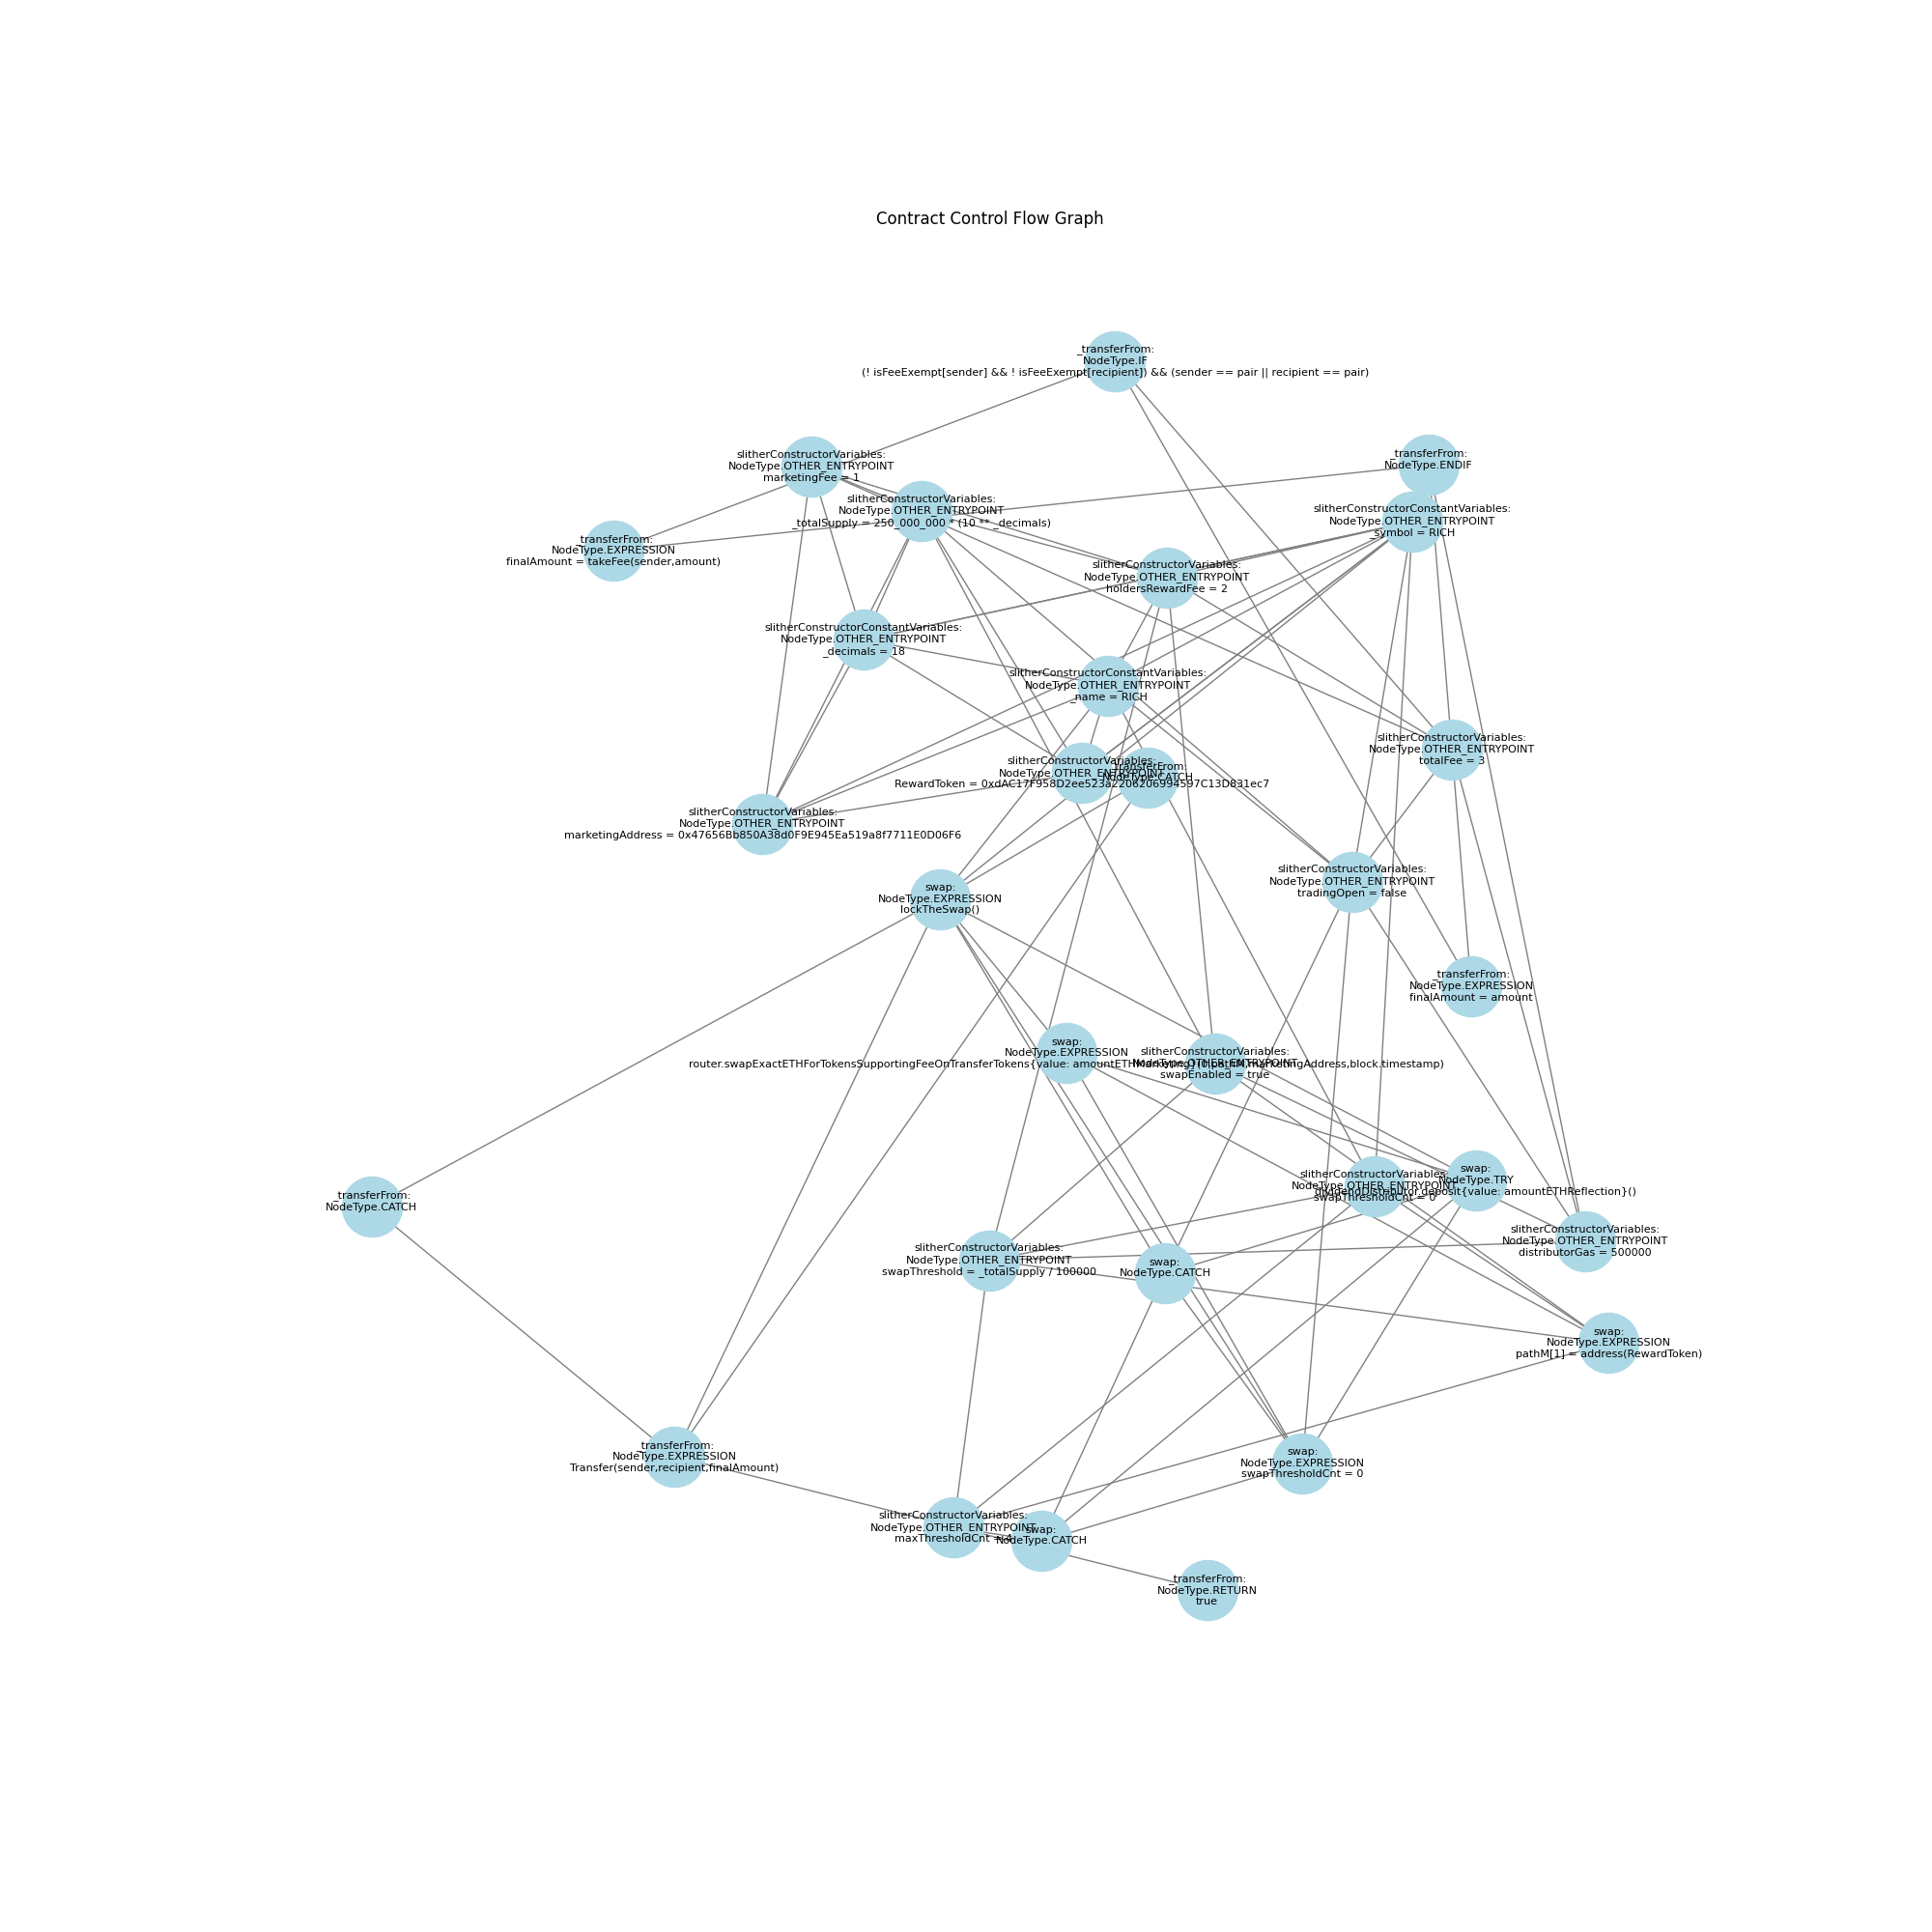 Contract Control Flow Graph
_transferFrom:
NodeType.IF
(! isFeeExempt[sender] && ! isFeeExempt[recipient]) && (sender == pair || recipient == pair)
slitherConstructorVariables:
NodeType.OTHER_ENTRYPOINT
marketingFee = 1
_transferFrom:
NodeType.ENDIF
slitherConstructorVariables:
NodeType.OTHER_ENTRYPOINT
_totalSupply = 250_000_000 * (10 ** _decimals)
slitherConstructorConstantVariables:
NodeType.OTHER_ENTRYPOINT
_symbol = RICH
_transferFrom:
NodeType.EXPRESSION
finalAmount = takeFee(sender,amount)
slitherConstructorVariables:
NodeType.OTHER_ENTRYPOINT
holdersRewardFee = 2
slitherConstructorConstantVariables:
NodeType.OTHER_ENTRYPOINT
_decimals = 18
slitherConstructorConstantVariables:
NodeType.OTHER_ENTRYPOINT
_name = RICH
slitherConstructorVariables:
NodeType.OTHER_ENTRYPOINT
totalFee = 3
slitherConstructorVariables:
NodeType.OTHER_ENTRYPOINT
RewardToken = 0xdAC17F958D2ee523a2206206994597C13D831ec7
_transferFrom:
NodeType.CATCH
slitherConstructorVariables:
NodeType.OTHER_ENTRYPOINT
marketingAddress = 0x47656Bb850A38d0F9E945Ea519a8f7711E0D06F6
slitherConstructorVariables:
NodeType.OTHER_ENTRYPOINT
tradingOpen = false
swap:
NodeType.EXPRESSION
lockTheSwap()
_transferFrom:
NodeType.EXPRESSION
finalAmount = amount
swap:
NodeType.EXPRESSION
router.swapExactETHForTokensSupportingFeeOnTransferTokens{value: amountETHMarketing}(0,pathM,marketingAddress,block.timestamp)
slitherConstructorVariables:
NodeType.OTHER_ENTRYPOINT
swapEnabled = true
swap:
NodeType.TRY
dividendDistributor.deposit{value: amountETHReflection}()
slitherConstructorVariables:
NodeType.OTHER_ENTRYPOINT
swapThresholdCnt = 0
_transferFrom:
NodeType.CATCH
slitherConstructorVariables:
NodeType.OTHER_ENTRYPOINT
distributorGas = 500000
slitherConstructorVariables:
NodeType.OTHER_ENTRYPOINT
swapThreshold = _totalSupply / 100000
swap:
NodeType.CATCH
swap:
NodeType.EXPRESSION
pathM[1] = address(RewardToken)
_transferFrom:
NodeType.EXPRESSION
Transfer(sender,recipient,finalAmount)
swap:
NodeType.EXPRESSION
swapThresholdCnt = 0
slitherConstructorVariables:
NodeType.OTHER_ENTRYPOINT
maxThresholdCnt = 4
swap:
NodeType.CATCH
_transferFrom:
NodeType.RETURN
true